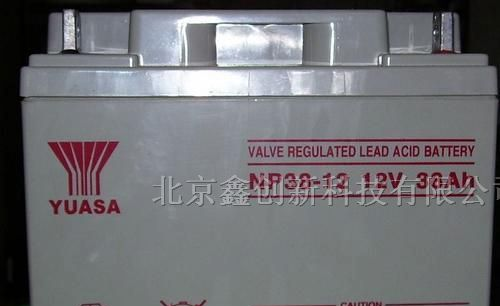 VALVE REGULATED LEAD ACID BATTERY
NP38-12 12V 38Ah
YUASA
北京鑫创新科技有限公司
CAUTION